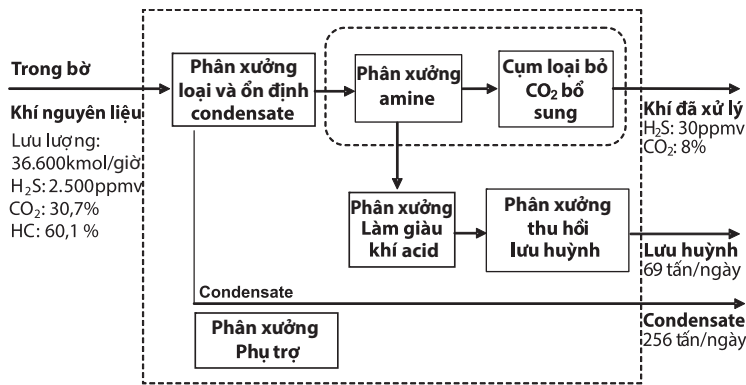 Trong bờ
Khí nguyên liệu
Lưu lượng:
36.600kmol/giờ
H₂S: 2.500ppmv
CO₂: 30,7%
HC: 60,1 %
Phân xưởng
loại và ổn định
condensate
Phân xưởng
amine
Cụm loại bỏ
CO₂ bổ
sung
Khí đã xử lý
H₂S: 30ppmv
CO₂: 8%
Phân xưởng
Làm giàu
khí acid
Phân xưởng
thu hồi
lưu huỳnh
Lưu huỳnh
69 tấn/ngày
Condensate
Condensate
256 tấn/ngày
Phân xưởng
Phụ trợ